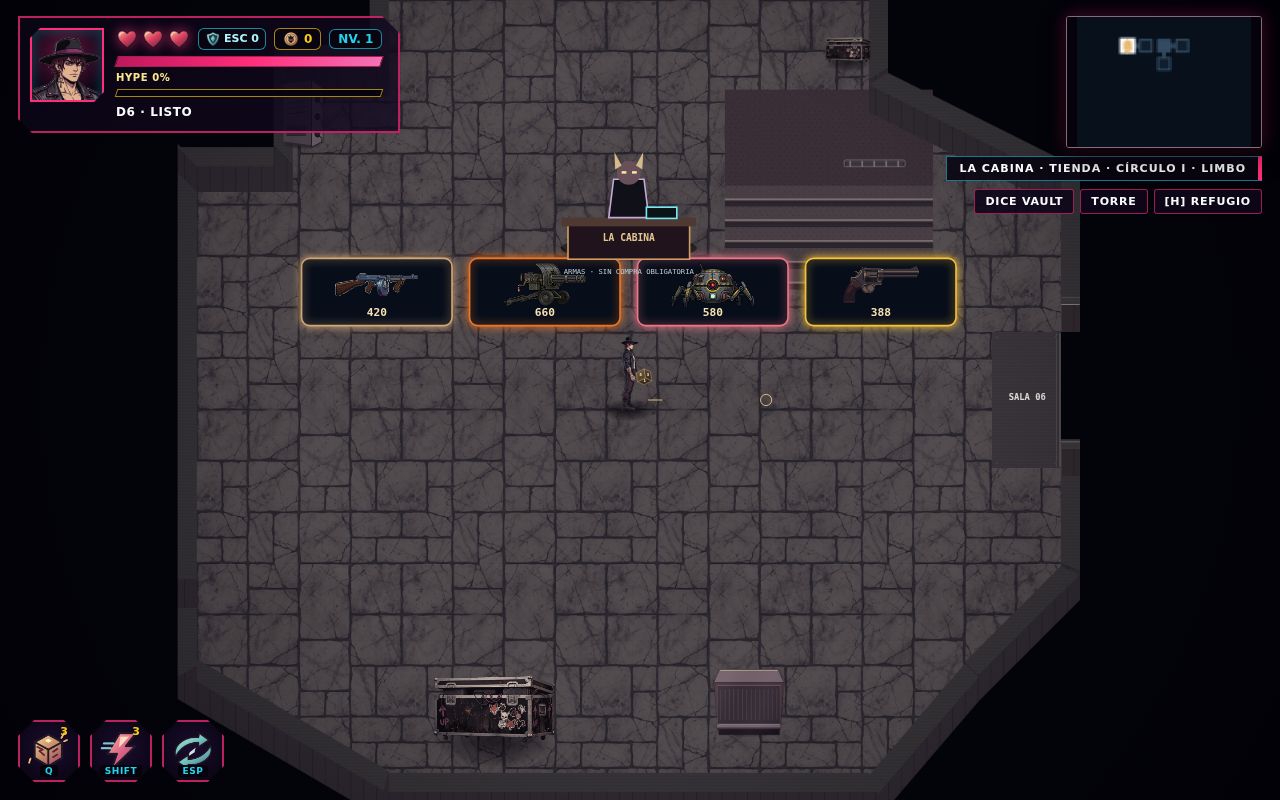 ESC 0
0
NV. 1
HYPE 0%
D6 · LISTO
LA CABINA · TIENDA · CÍRCULO I · LIMBO
DICE VAULT
TORRE
[H] REFUGIO
LA CABINA
ARMAS · SIN COMPRA OBLIGATORIA
420
660
580
388
SALA 06
3
Q
3
SHIFT
ESP